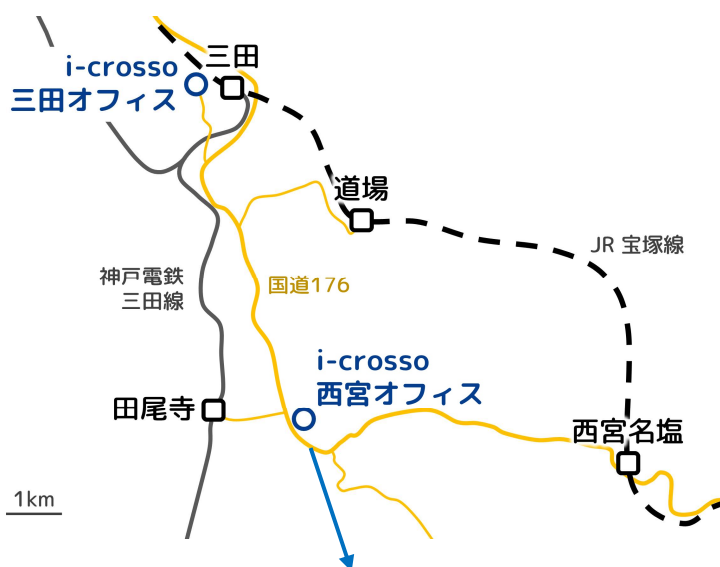 三田
i-crosso
三田オフィス
道場
JR 宝塚線
神戸電鉄
三田線
国道176
i-crosso
西宮オフィス
田尾寺
西宮名塩
1km